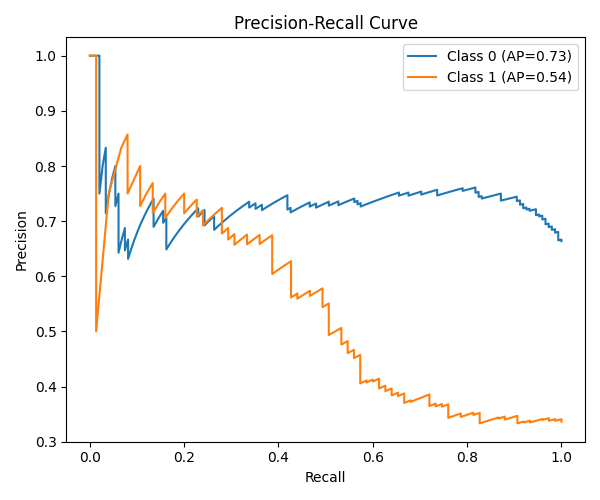 Precision-Recall Curve
Class 0 (AP=0.73)
Class 1 (AP=0.54)
Precision
1.0
0.9
0.8
0.7
0.6
0.5
0.4
0.3
0.0 0.2 0.4 0.6 0.8 1.0
Recall